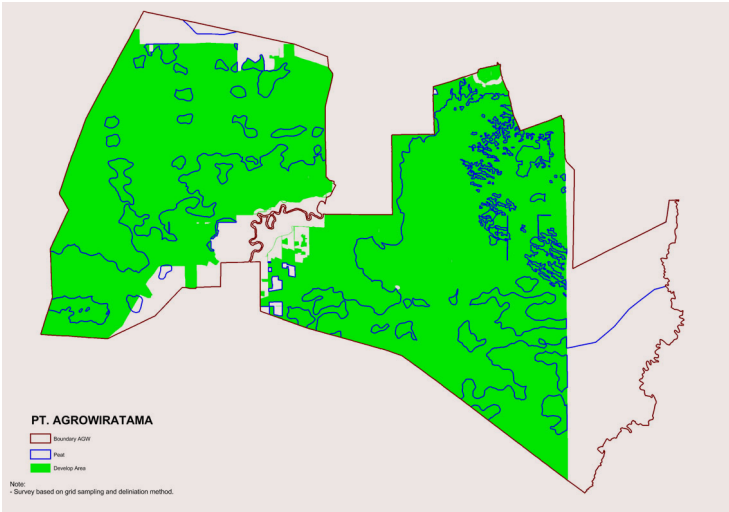 PT. AGROWIRATAMA
Boundary AGW
Peat
Develop Area
Note:
- Survey based on grid sampling and deliniation method.